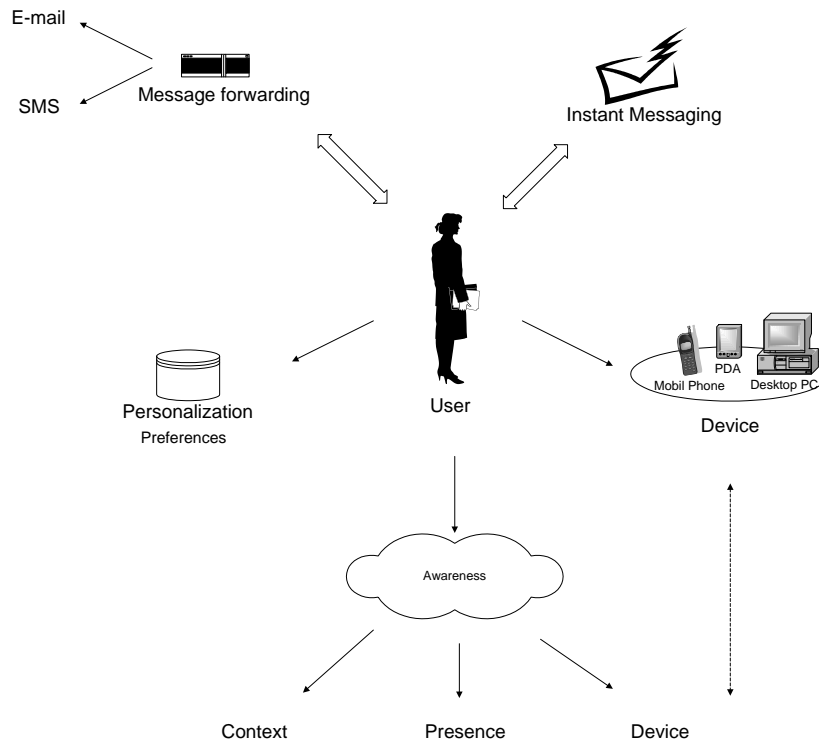 E-mail
SMS
Message forwarding
Instant Messaging
Personalization
Preferences
User
Mobil Phone
PDA
Desktop PC
Device
Awareness
Context
Presence
Device